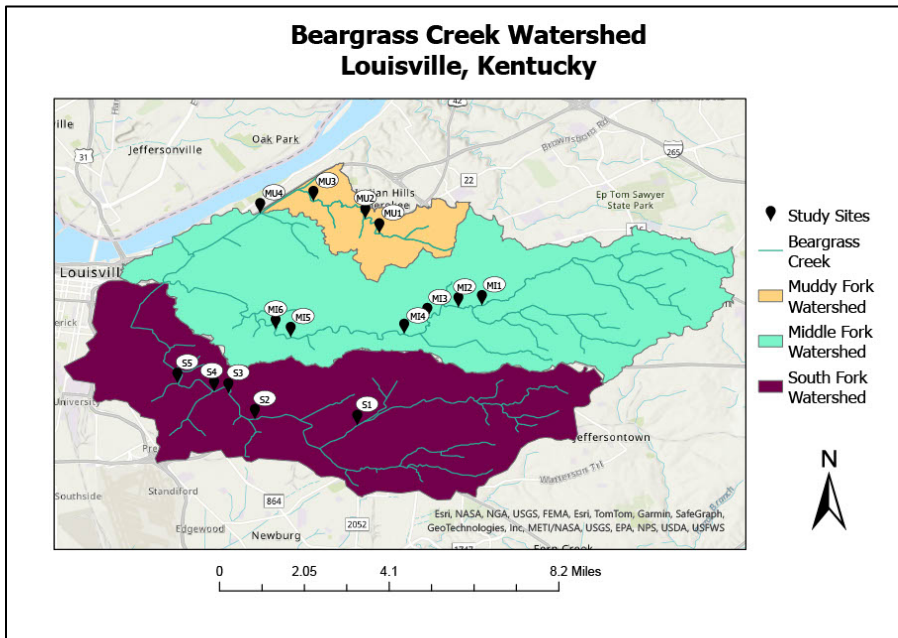 Beargrass Creek Watershed
Louisville, Kentucky
42
Oak Park
Brownsboro Rd
265
Jeffersonville
31
22
MU3
MU4
MU2
MU1
Ep Tom Sawyer
State Park
Louisvill
MI1
MI2
MI3
MI4
MI6
MI5
S5
S4
S3
S2
S1
University
Jeffersontown
Watterson Trl
Southside
Standiford
864
Edgewood
Newburg
2052
Esri, NASA, NGA, USGS, FEMA, Esri, TomTom, Garmin, SafeGraph,
GeoTechnologies, Inc, METI/NASA, USGS, EPA, NPS, USDA, USFWS
Study Sites
Beargrass
Creek
Muddy Fork
Watershed
Middle Fork
Watershed
South Fork
Watershed
N
0
2.05
4.1
8.2 Miles